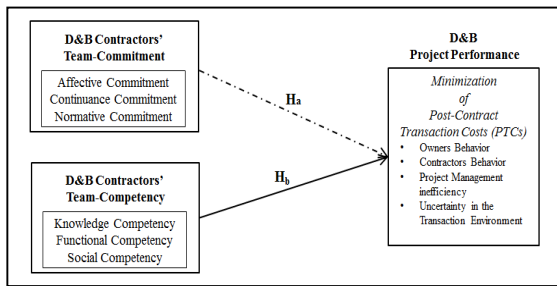 D&B Contractors'
Team-Commitment
Affective Commitment
Continuance Commitment
Normative Commitment
Ha
D&B Contractors'
Team-Competency
Knowledge Competency
Functional Competency
Social Competency
Hb
D&B
Project Performance
Minimization
of
Post-Contract
Transaction Costs (PTCs)
• Owners Behavior
• Contractors Behavior
• Project Management
inefficiency
• Uncertainty in the
Transaction Environment